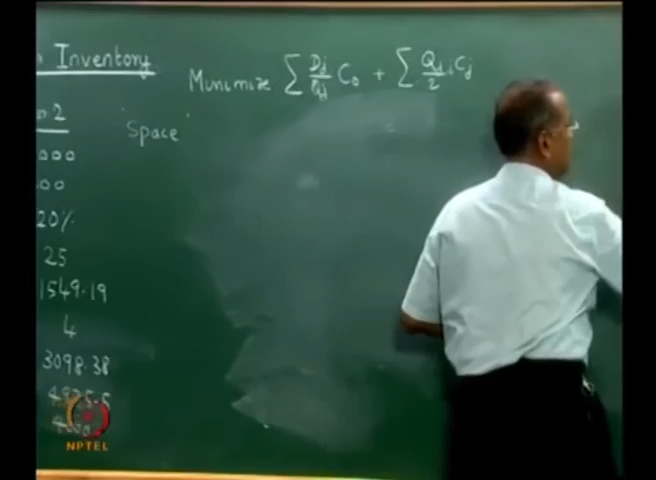 Inventory
Minimize ∑ Dj/Qj Co + ∑ Qj/2 i Cj
2
'Space'
000
00
20%
25
1549.19
4
3098.38
NPTEL